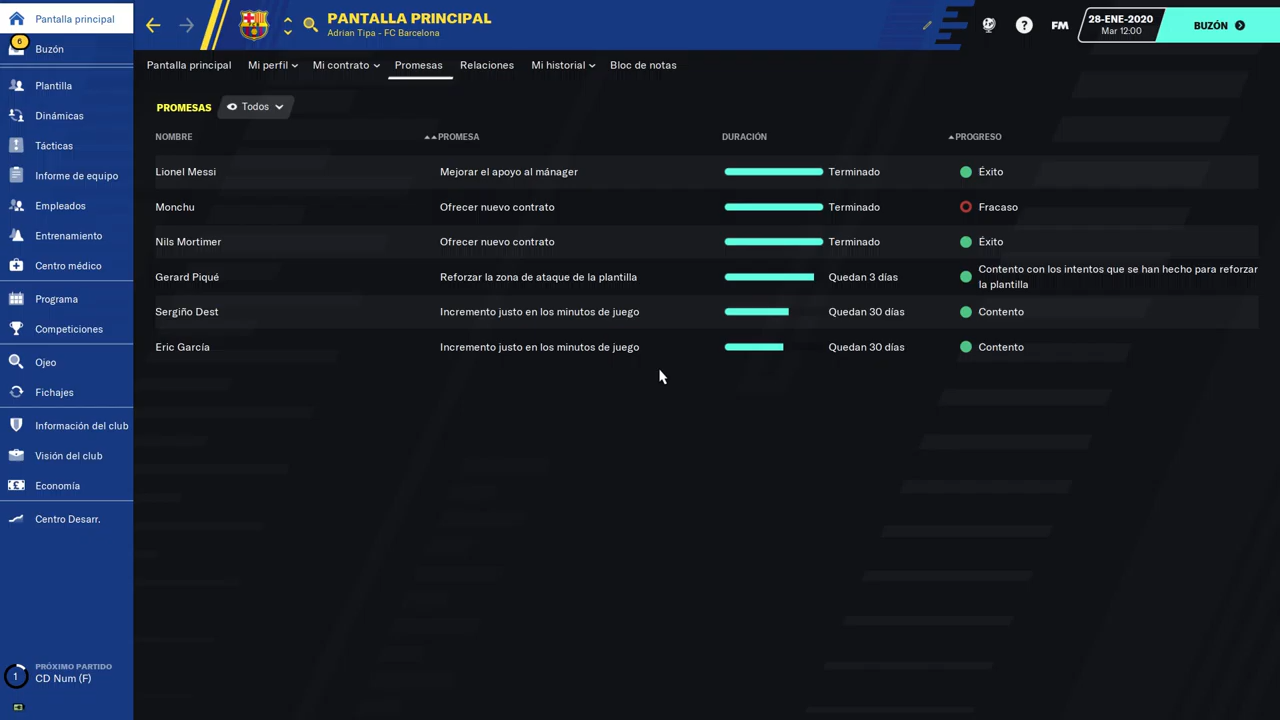 Pantalla principal
6
Buzón
Plantilla
Dinámicas
Tácticas
Informe de equipo
Empleados
Entrenamiento
Centro médico
Programa
Competiciones
Ojeo
Fichajes
Información del club
Visión del club
Economía
Centro Desarr.
1
PRÓXIMO PARTIDO
CD Num (F)
PANTALLA PRINCIPAL
Adrian Tipa - FC Barcelona
?
FM
28-ENE-2020
Mar 12:00
BUZÓN
Pantalla principal Mi perfil Mi contrato Promesas Relaciones Mi historial Bloc de notas
PROMESAS Todos
NOMBRE PROMESA DURACIÓN PROGRESO
Lionel Messi Mejorar el apoyo al mánager Terminado Éxito
Monchu Ofrecer nuevo contrato Terminado Fracaso
Nils Mortimer Ofrecer nuevo contrato Terminado Éxito
Gerard Piqué Reforzar la zona de ataque de la plantilla Quedan 3 días Contento con los intentos que se han hecho para reforzar
la plantilla
Sergiño Dest Incremento justo en los minutos de juego Quedan 30 días Contento
Eric García Incremento justo en los minutos de juego Quedan 30 días Contento